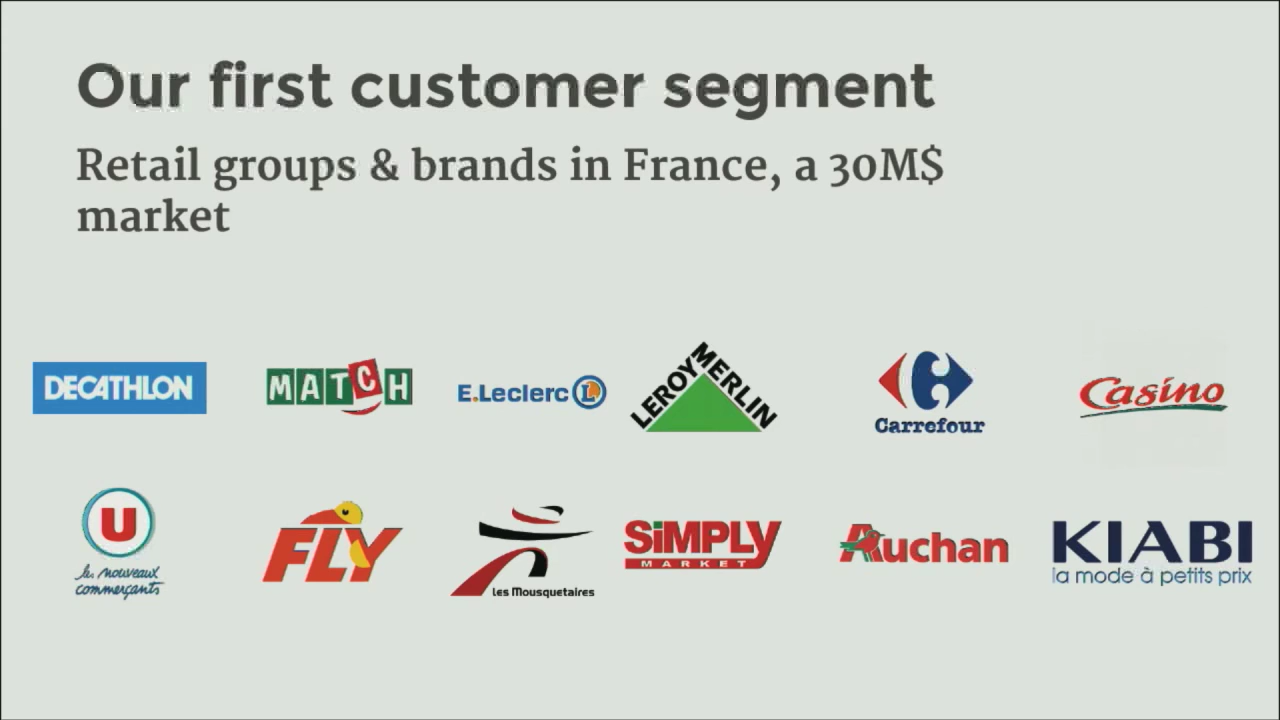 Our first customer segment
Retail groups & brands in France, a 30M$
market
DECATHLON
MATCH
E.Leclerc L
LEROY MERLIN
Carrefour
Casino
U
les nouveaux
commerçants
FLY
Les Mousquetaires
SiMPLY
MARKET
Auchan
KIABI
la mode à petits prix